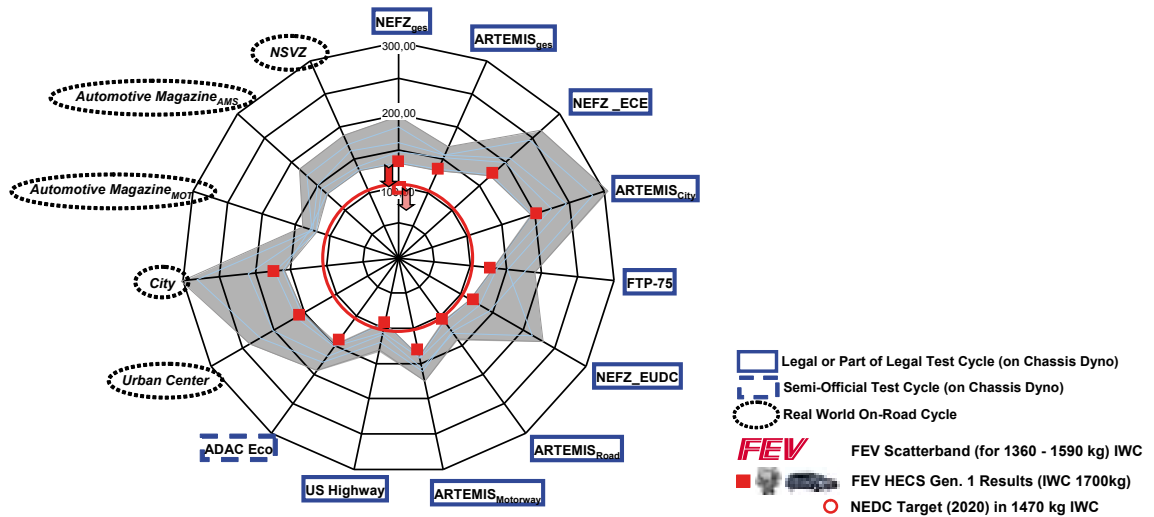 NEFZges
ARTEMISges
NSVZ
300,00
Automotive MagazineAMS
NEFZ _ECE
200,00
Automotive MagazineMOT
100,00
ARTEMISCity
City
FTP-75
Urban Center
NEFZ_EUDC
ADAC Eco
ARTEMISRoad
US Highway
ARTEMISMotorway
Legal or Part of Legal Test Cycle (on Chassis Dyno)
Semi-Official Test Cycle (on Chassis Dyno)
Real World On-Road Cycle
FEV FEV Scatterband (for 1360 - 1590 kg) IWC
FEV HECS Gen. 1 Results (IWC 1700kg)
NEDC Target (2020) in 1470 kg IWC